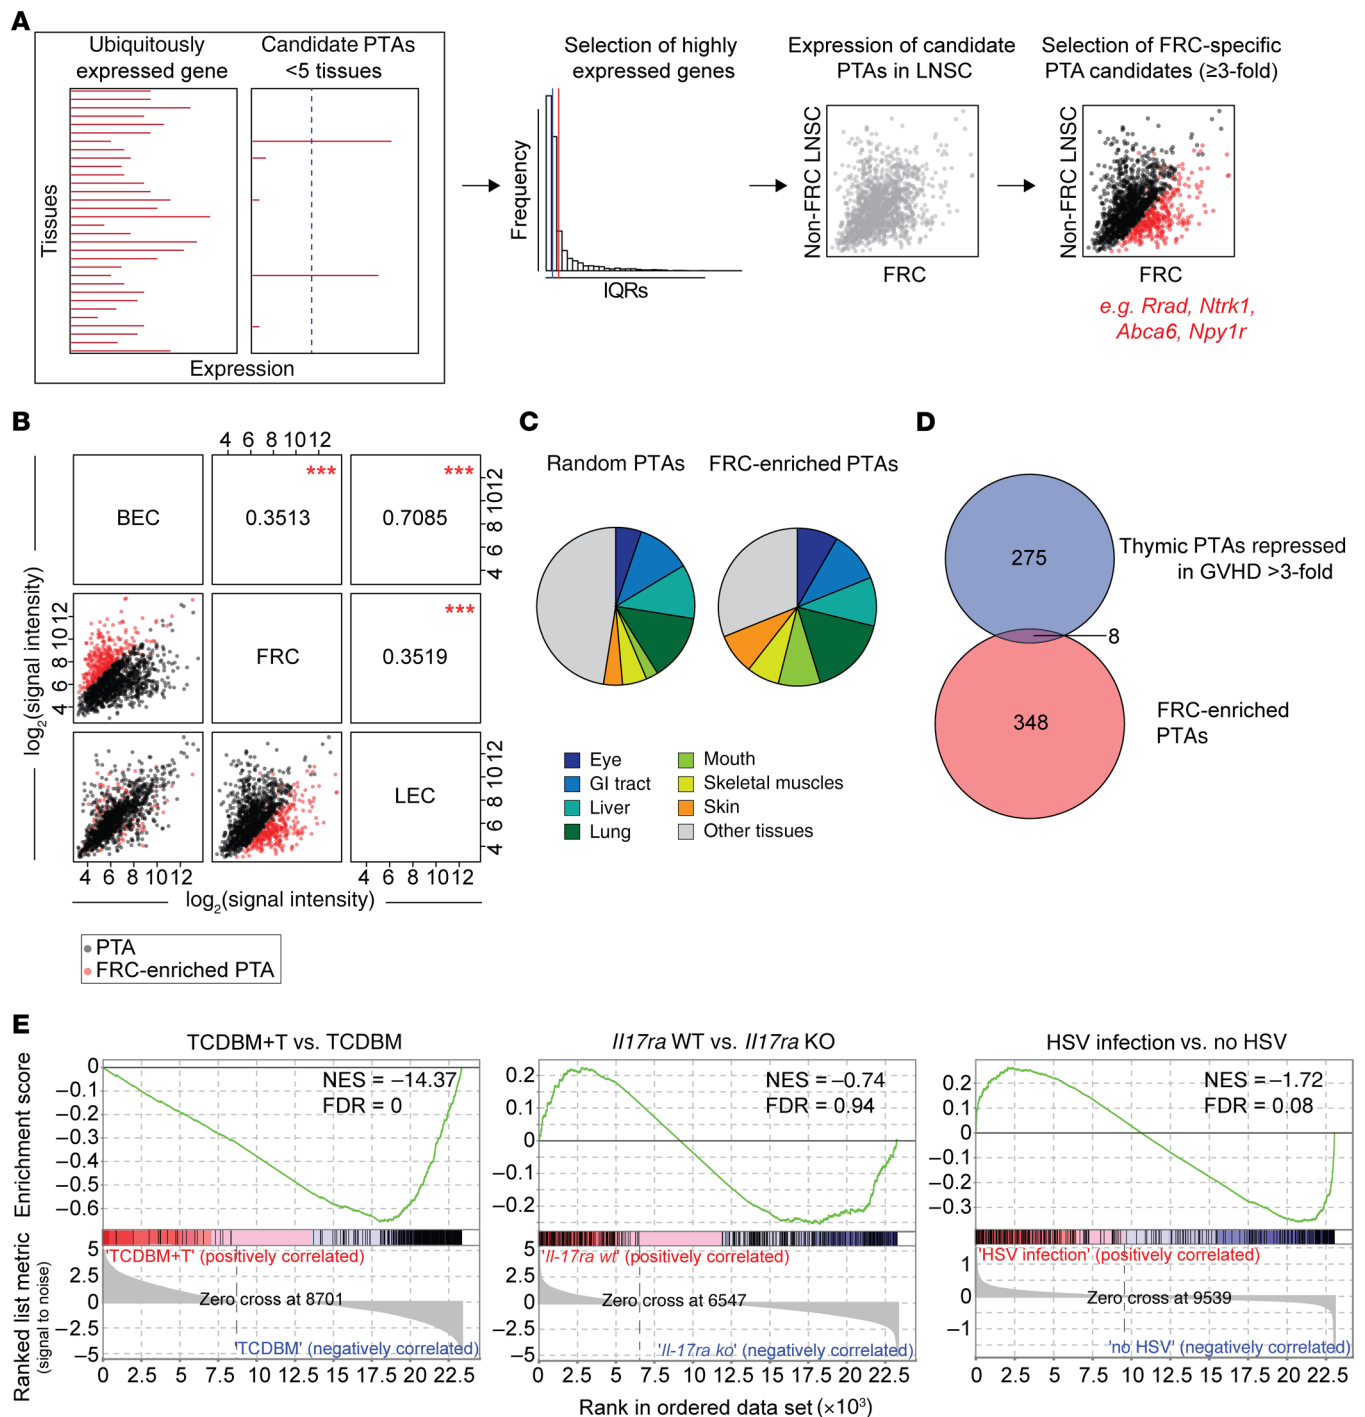 A
Ubiquitously
expressed gene
Candidate PTAs
<5 tissues
Tissues
Expression
Selection of highly
expressed genes
Frequency
IQRs
Expression of candidate
PTAs in LNSC
Non-FRC LNSC
FRC
Selection of FRC-specific
PTA candidates (≥3-fold)
Non-FRC LNSC
FRC
e.g. Rrad, Ntrk1,
Abca6, Npy1r
B
4 6 8 10 12
BEC
0.3513
***
0.7085
***
4 6 8 10 12
log2(signal intensity)
4 6 8 10 12
FRC
0.3519
***
LEC
4 6 8 10 12
4 6 8 10 12
4 6 8 10 12
log2(signal intensity)
PTA
FRC-enriched PTA
C
Random PTAs
FRC-enriched PTAs
Eye
GI tract
Liver
Lung
Mouth
Skeletal muscles
Skin
Other tissues
D
275
Thymic PTAs repressed
in GVHD >3-fold
8
348
FRC-enriched
PTAs
E
TCDBM+T vs. TCDBM
Enrichment score
0
−0.1
−0.2
−0.3
−0.4
−0.5
−0.6
NES = −14.37
FDR = 0
'TCDBM+T' (positively correlated)
Ranked list metric
(signal to noise)
5
2.5
0
−2.5
−5
Zero cross at 8701
'TCDBM' (negatively correlated)
0 2.5 5 7.5 10 12.5 15 17.5 20 22.5
Il17ra WT vs. Il17ra KO
0.2
0.1
0
−0.1
−0.2
NES = −0.74
FDR = 0.94
'Il-17ra wt' (positively correlated)
5
2.5
0
−2.5
−5
Zero cross at 6547
'Il-17ra ko' (negatively correlated)
0 2.5 5 7.5 10 12.5 15 17.5 20 22.5
HSV infection vs. no HSV
0.2
0.1
0
−0.1
−0.2
−0.3
NES = −1.72
FDR = 0.08
'HSV infection' (positively correlated)
1
0
−1
Zero cross at 9539
'no HSV' (negatively correlated)
0 2.5 5 7.5 10 12.5 15 17.5 20 22.5
Rank in ordered data set (×10³)